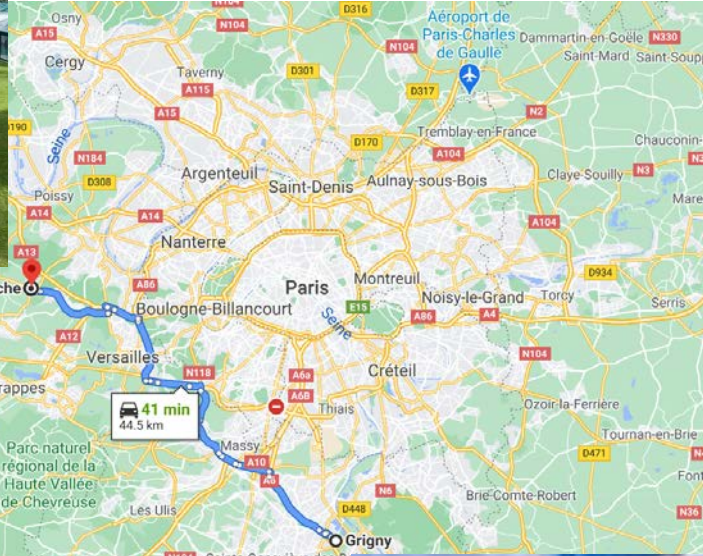 Osny
N104
N104
D316
Aéroport de
Paris-Charles
de Gaulle
N104
Dammartin-en-Goële
N330
Saint-Mard
A15
Cergy
Taverny
A115
D301
D317
N2
A15
D190
Seine
N184
D170
Tremblay-en-France
A104
Chauconin-
D308
Argenteuil
Saint-Denis
Aulnay-sous-Bois
Claye-Souilly
N3
Poissy
A14
A14
A104
Nanterre
A13
A86
Paris
Montreuil
D934
Boulogne-Billancourt
E15
Noisy-le-Grand
Torcy
Serris
Seine
A86
A4
A12
Versailles
N104
N118
A6a
Créteil
A6B
41 min
44.5 km
Thiais
Ozoir-la-Ferrière
Parc naturel
régional de la
Haute Vallée
de Chevreuse
Massy
A10
A6
Tournan-en-Brie
D471
N6
Brie-Comte-Robert
Les Ulis
D448
N36
Grigny
N104